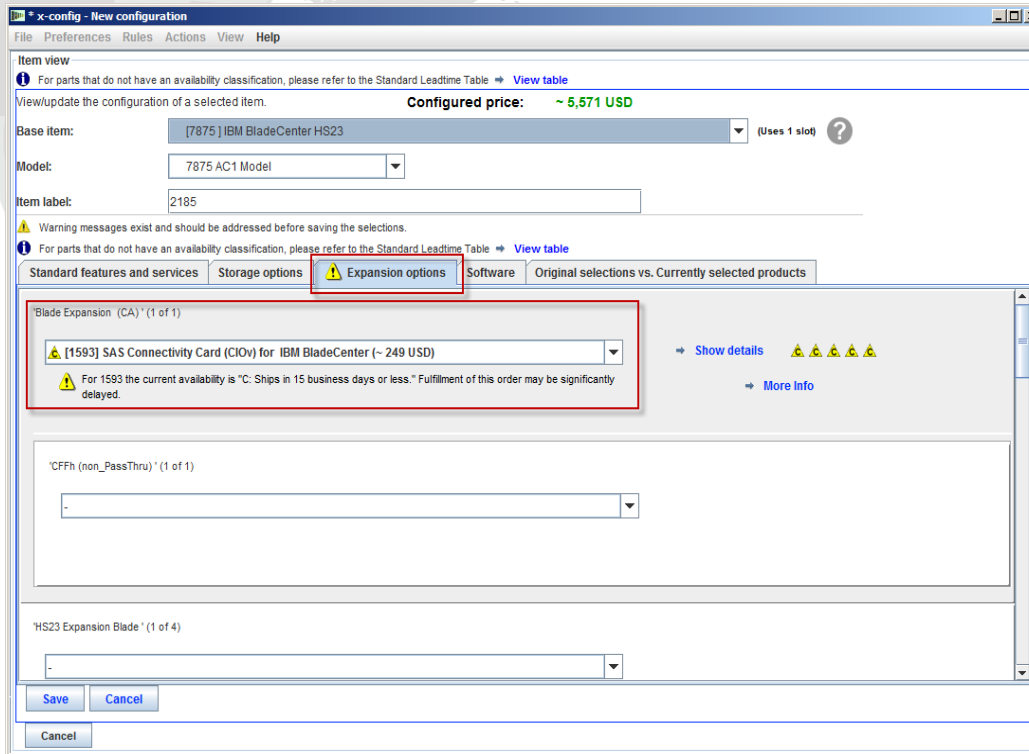 * x-config - New configuration
File Preferences Rules Actions View Help
Item view
For parts that do not have an availability classification, please refer to the Standard Leadtime Table View table
View/update the configuration of a selected item. Configured price: ~ 5,571 USD
Base item: [7875 ] IBM BladeCenter HS23 (Uses 1 slot) ?
Model: 7875 AC1 Model
Item label: 2185
Warning messages exist and should be addressed before saving the selections.
For parts that do not have an availability classification, please refer to the Standard Leadtime Table View table
Standard features and services Storage options Expansion options Software Original selections vs. Currently selected products
'Blade Expansion (CA) ' (1 of 1)
C [1593] SAS Connectivity Card (CIOv) for IBM BladeCenter (~ 249 USD) Show details C C C C C
For 1593 the current availability is "C: Ships in 15 business days or less." Fulfillment of this order may be significantly
delayed.
More Info
'CFFh (non_PassThru) ' (1 of 1)
-
'HS23 Expansion Blade ' (1 of 4)
-
Save Cancel
Cancel